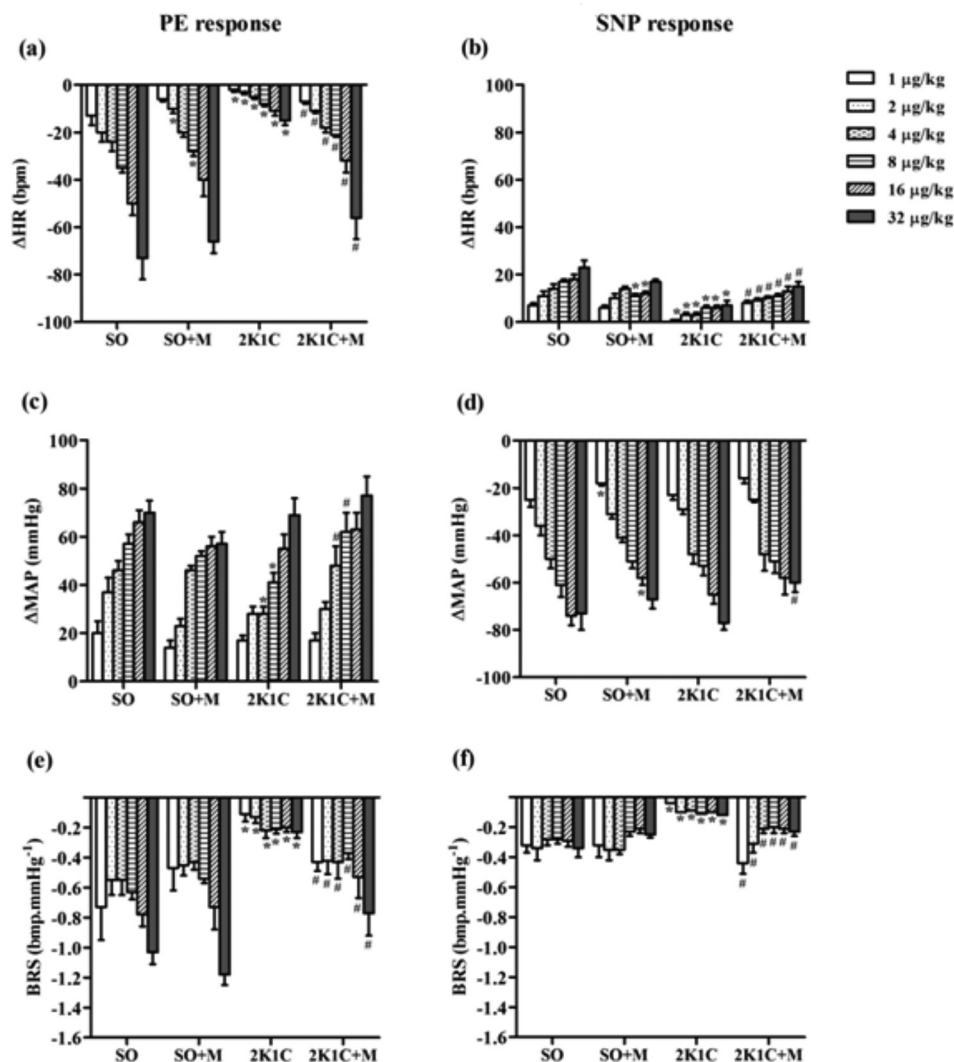 PE response
SNP response
(a)
0
-20
-40
-60
-80
-100
ΔHR (bpm)
* * * * * * * *
# # # # # #
SO SO+M 2K1C 2K1C+M
(b)
100
80
60
40
20
0
ΔHR (bpm)
* * * * * * * *
# # # # # #
SO SO+M 2K1C 2K1C+M
1 µg/kg
2 µg/kg
4 µg/kg
8 µg/kg
16 µg/kg
32 µg/kg
(c)
100
80
60
40
20
0
ΔMAP (mmHg)
* *
# #
SO SO+M 2K1C 2K1C+M
(d)
0
-20
-40
-60
-80
-100
ΔMAP (mmHg)
* *
#
SO SO+M 2K1C 2K1C+M
(e)
-0.2
-0.4
-0.6
-0.8
-1.0
-1.2
-1.4
-1.6
BRS (bmp.mmHg-1)
* * * * * *
# # # # # #
SO SO+M 2K1C 2K1C+M
(f)
-0.2
-0.4
-0.6
-0.8
-1.0
-1.2
-1.4
-1.6
BRS (bmp.mmHg-1)
* * * * * *
# # # # # #
SO SO+M 2K1C 2K1C+M